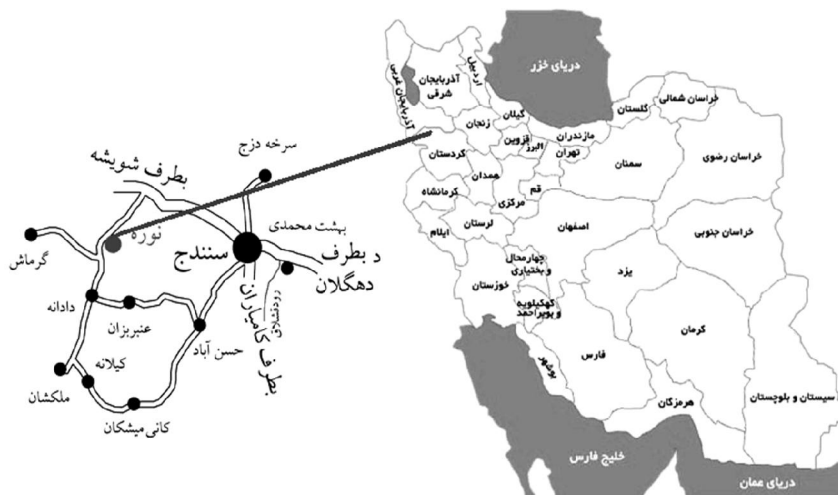 دریای خزر
آذربایجان غربی
آذربایجان
شرقی
اردبیل
گیلان
زنجان
کردستان
قزوین
البرز
مازندران
تهران
گلستان
خراسان شمالی
خراسان رضوی
سمنان
همدان
کرمانشاه
مرکزی
قم
ایلام
لرستان
اصفهان
خراسان جنوبی
چهارمحال
و بختیاری
خوزستان
یزد
کهکیلویه
و بویراحمد
کرمان
فارس
بوشهر
هرمزگان
سیستان و بلوچستان
خلیج فارس
دریای عمان
سرخه دزج
بطرف شویشه
بهشت محمدی
نوره
سنندج
د بطرف
دهگلان
گرماش
دادانه
عنبربزان
حسن آباد
بطرف کامیاران
کیلانه
ملکشان
کانی میشکان